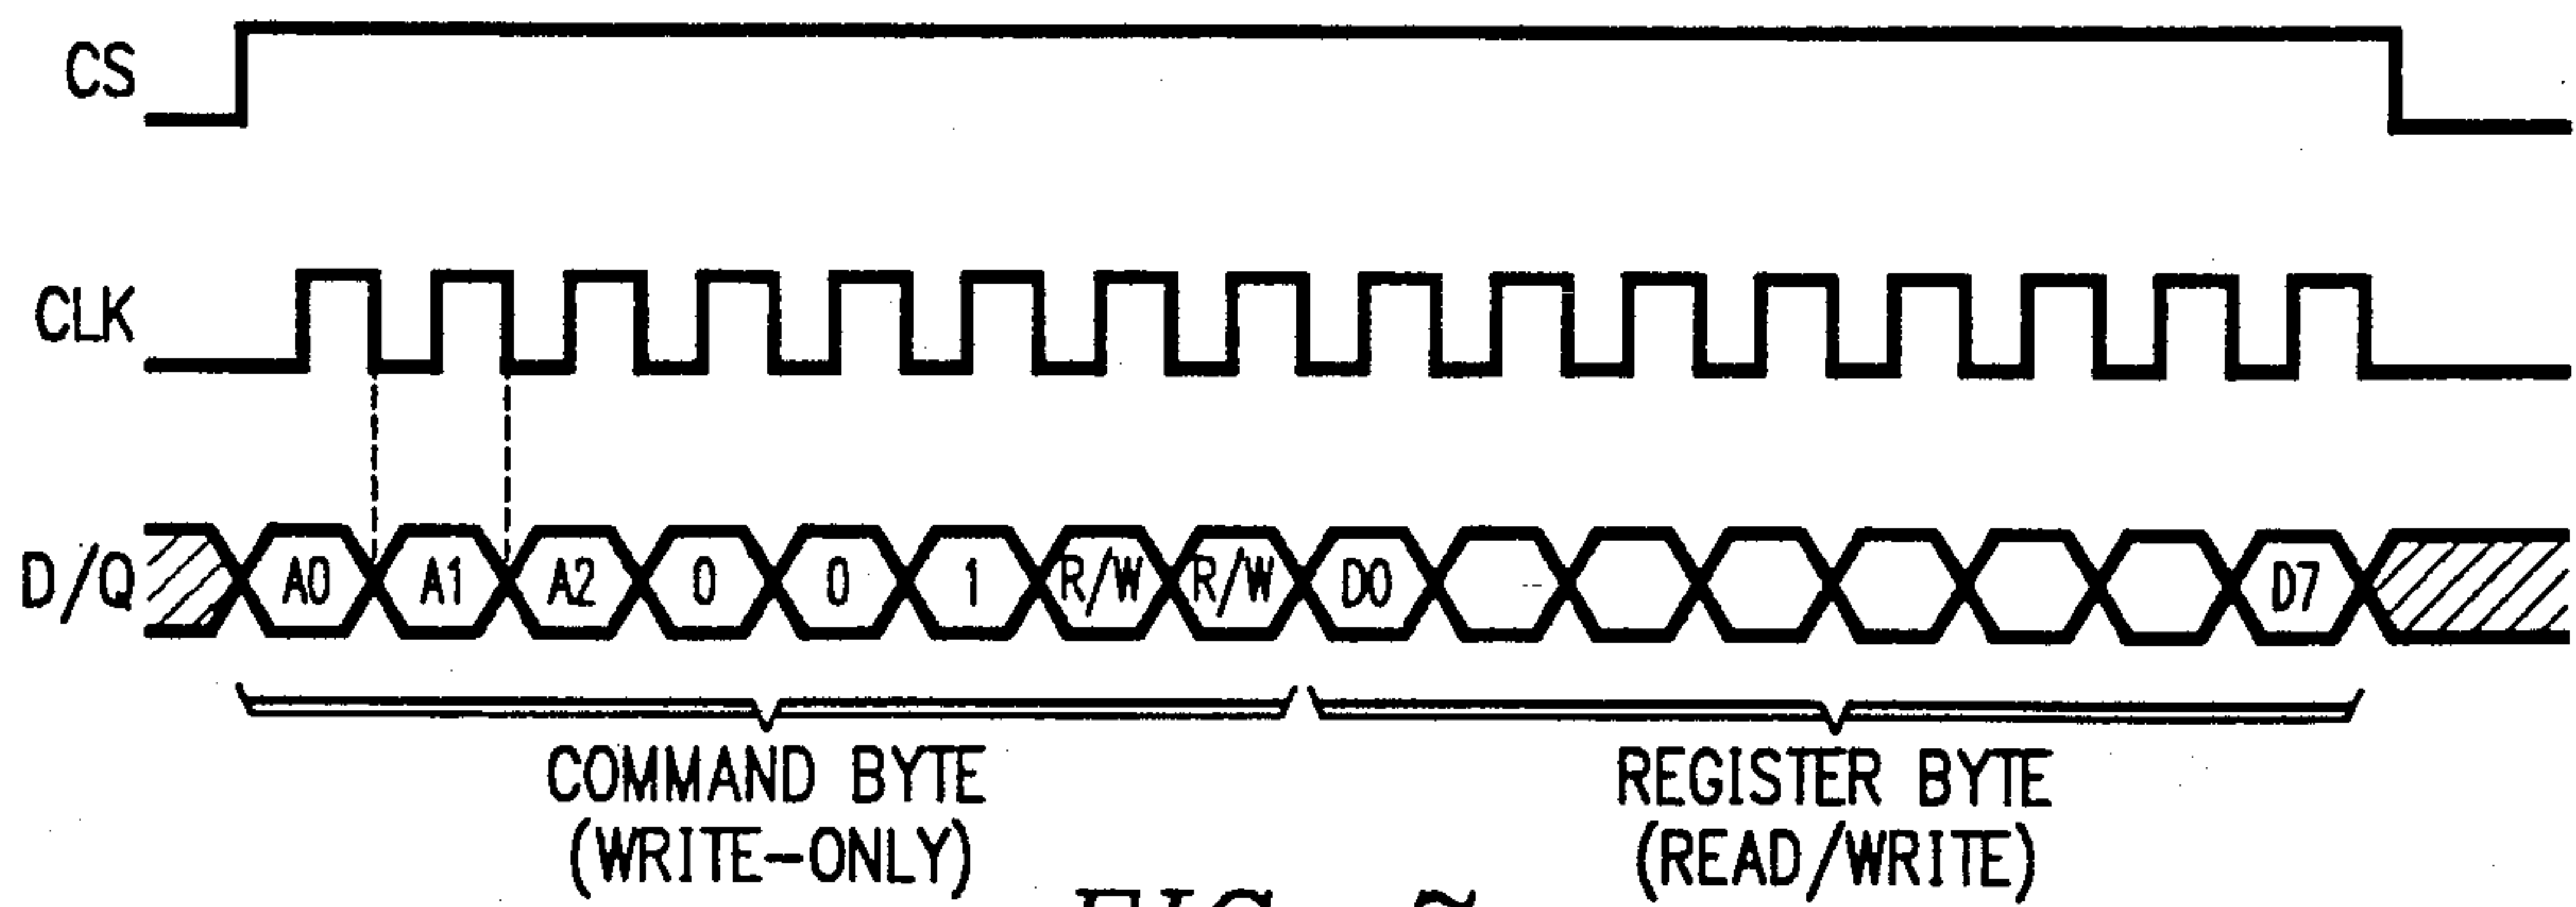 CS
CLK
D/Q A0 A1 A2 0 0 1 R/W R/W D0 D7
COMMAND BYTE
(WRITE-ONLY)
REGISTER BYTE
(READ/WRITE)